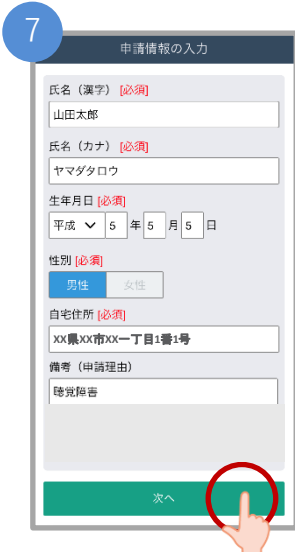 7
申請情報の入力
氏名（漢字） [必須]
山田太郎
氏名（カナ） [必須]
ヤマダタロウ
生年月日 [必須]
平成 5 年 5 月 5 日
性別 [必須]
男性 女性
自宅住所 [必須]
XX県XX市XX一丁目1番1号
備考（申請理由）
聴覚障害
次へ